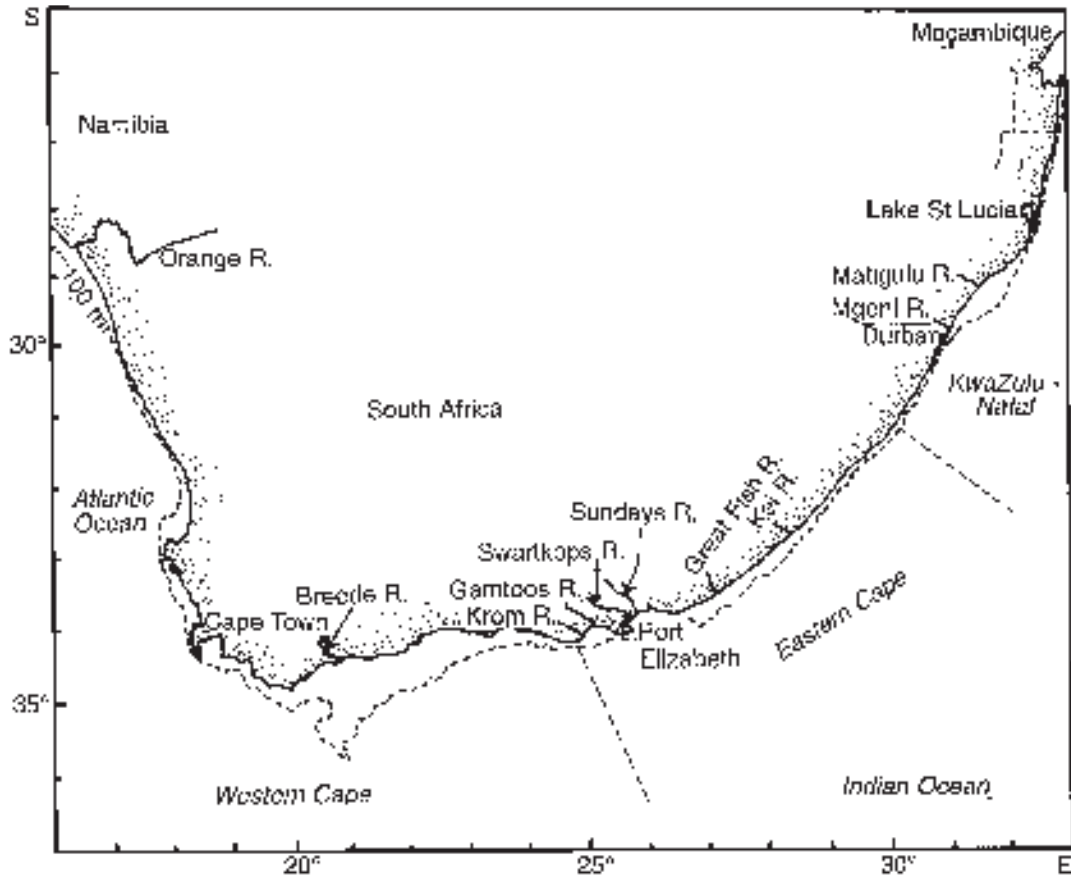 S
Moçambique
Namibia
Lake St Lucia
Orange R.
100 m
Matigulu R.
Mgeni R.
30°
Durban
KwaZulu
Natal
South Africa
Atlantic
Ocean
Sundays R.
Great Fish R.
Kei R.
Swartkops R.
Gamtoos R.
Breede R.
Krom R.
Cape Town
Port
Elizabeth
Eastern Cape
35°
Western Cape
Indian Ocean
20°
25°
30°
E